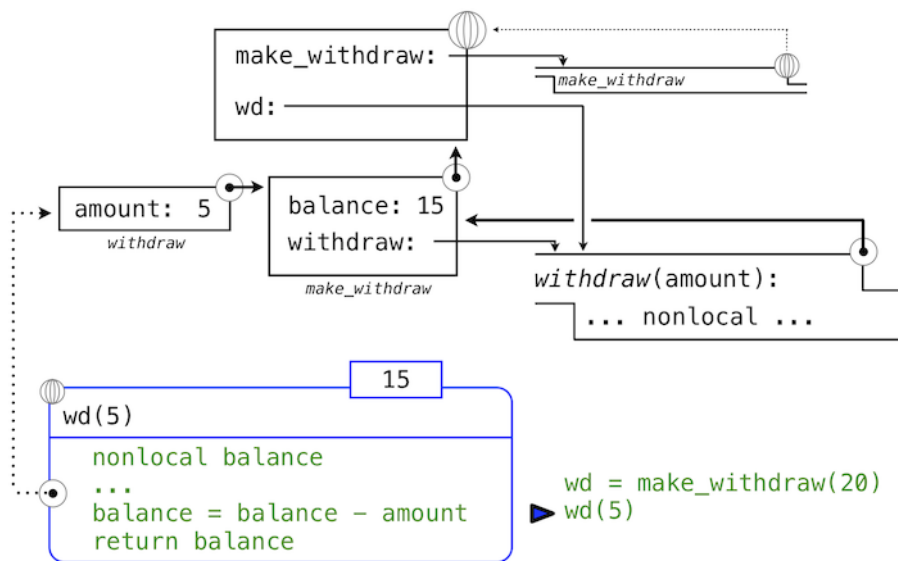 make_withdraw:
make_withdraw
wd:
amount: 5
withdraw
balance: 15
withdraw:
make_withdraw
withdraw(amount):
... nonlocal ...
15
wd(5)
nonlocal balance
...
balance = balance – amount
return balance
wd = make_withdraw(20)
wd(5)